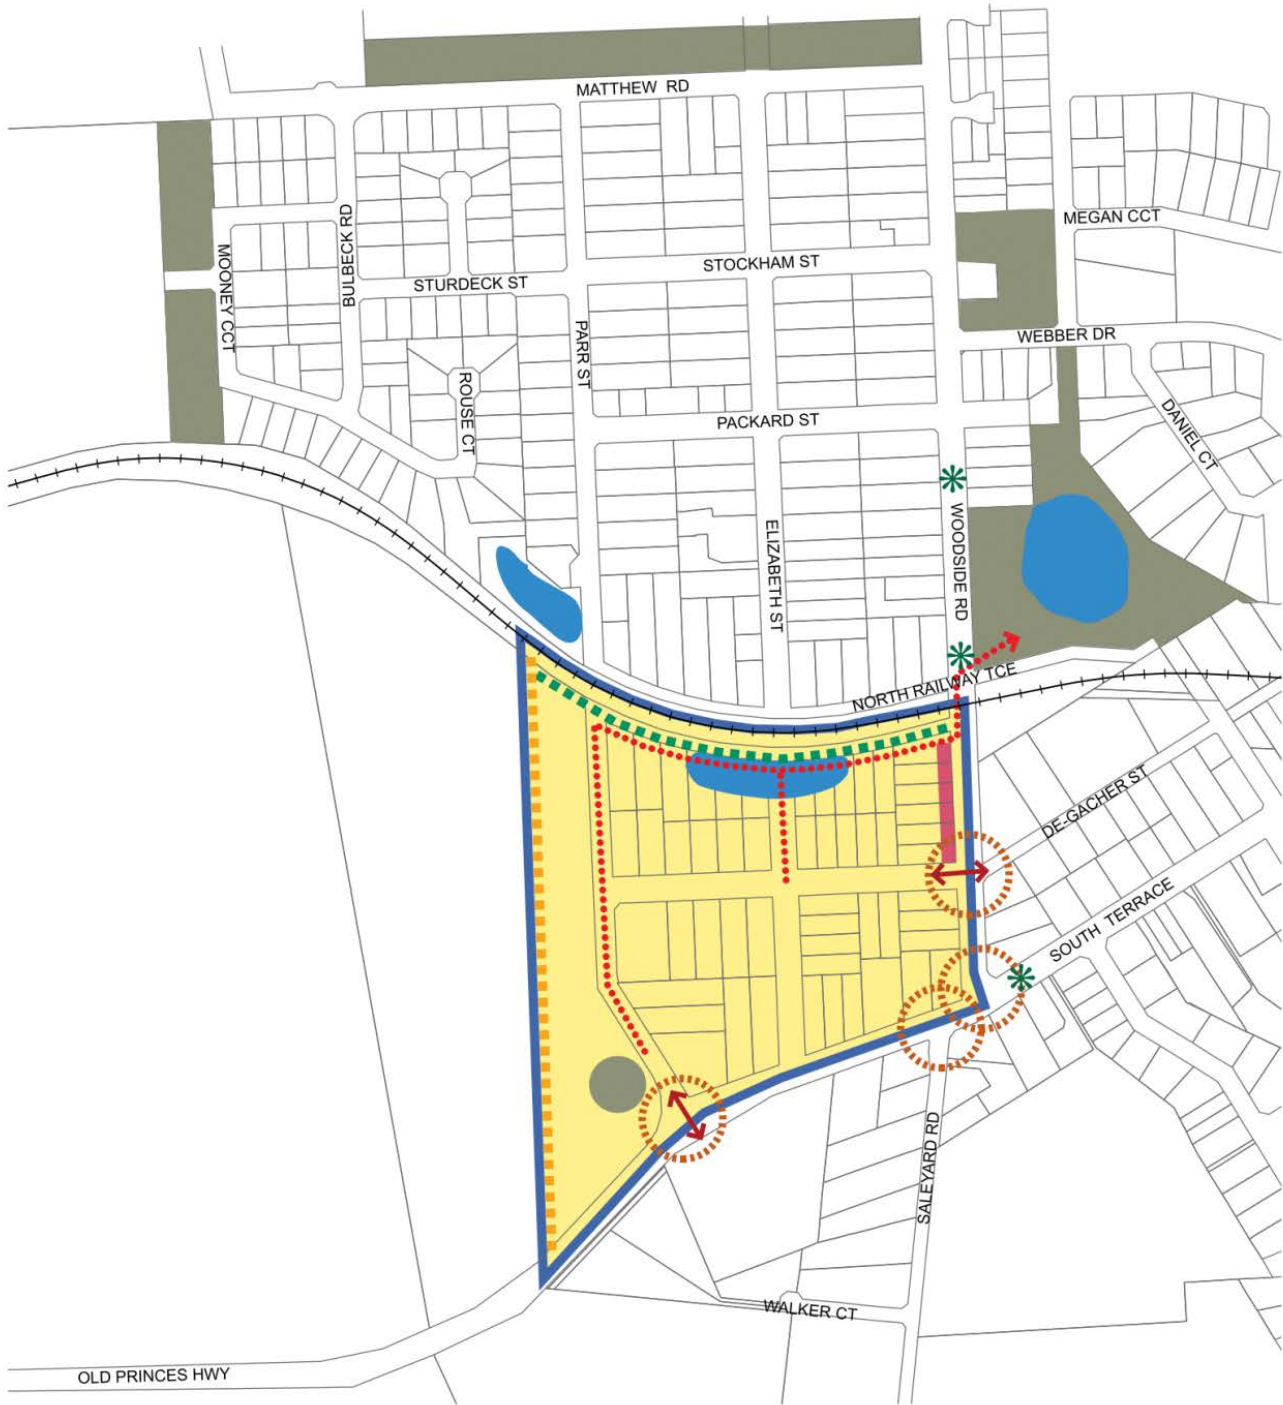 MATTHEW RD
MEGAN CCT
BULBECK RD
MOONEY CCT
STURDECK ST
STOCKHAM ST
WEBBER DR
PARR ST
ROUSE CT
PACKARD ST
DANIEL CT
ELIZABETH ST
WOODSIDE RD
NORTH RAILWAY TCE
DE-GACHER ST
SOUTH TERRACE
SALEYARD RD
WALKER CT
OLD PRINCES HWY